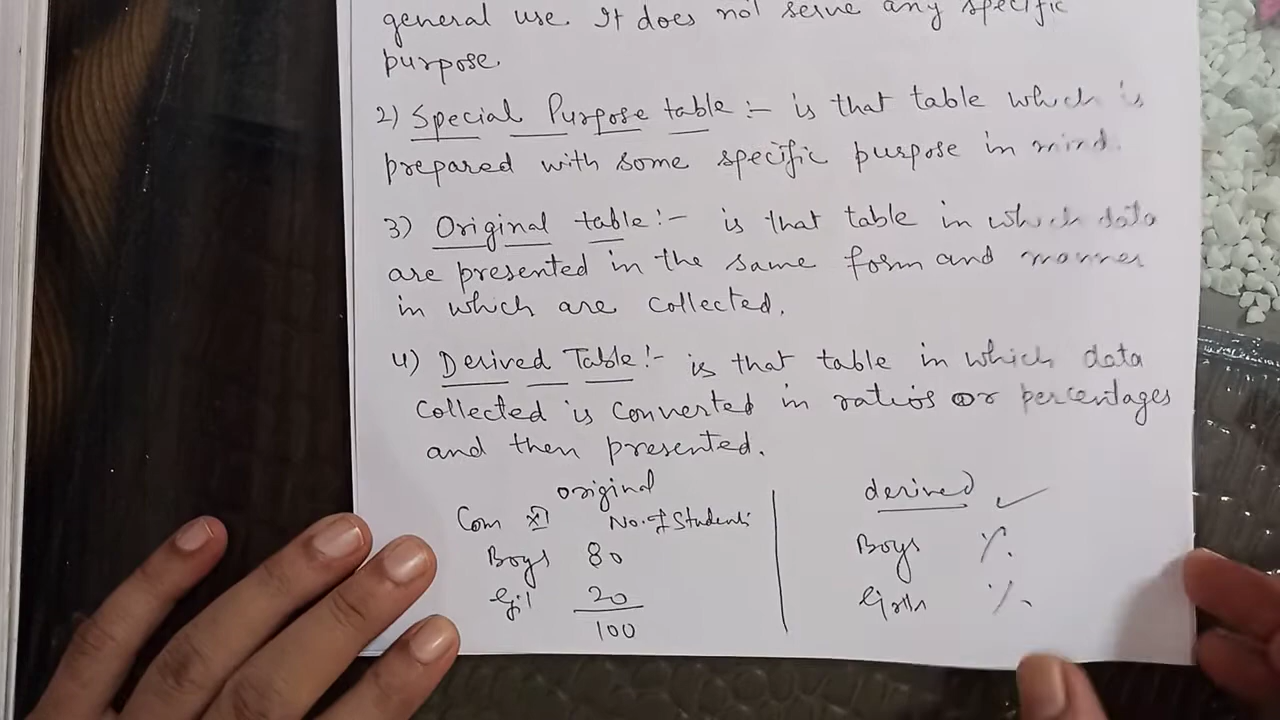 general use. It does not serve any specific
purpose.
2) Special Purpose table :- is that table which is
prepared with some specific purpose in mind.
3) Original table :- is that table in which data
are presented in the same form and manner
in which are collected.
4) Derived Table :- is that table in which data
collected is converted in ratios or percentages
and then presented.
original
Com XI No. of Students
Boys 80
20
100
derived ✓
Boys %
Girls %